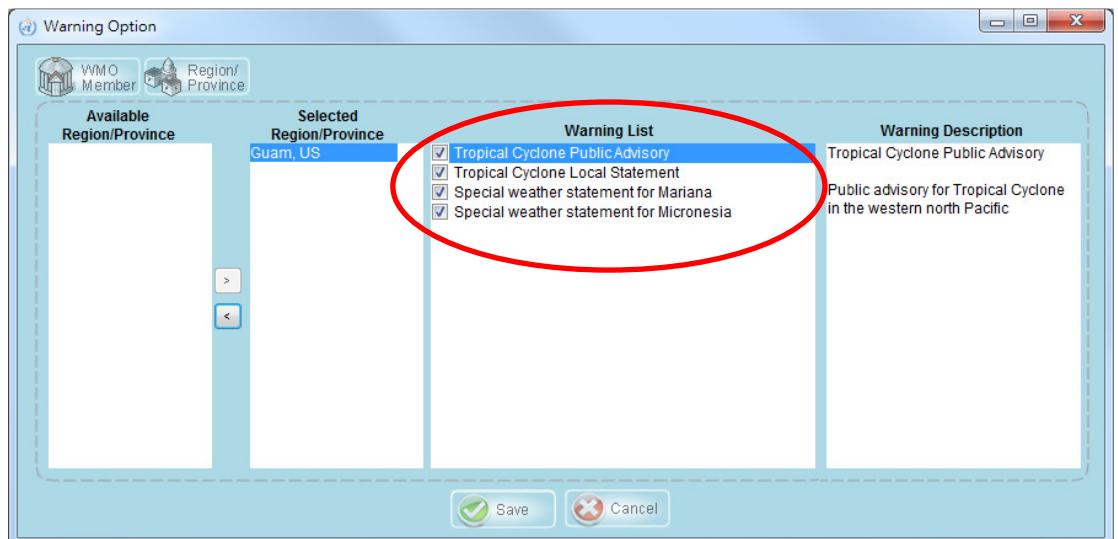 Warning Option
WMO
Member
Region/
Province
Available
Region/Province
Selected
Region/Province
Warning List
Warning Description
Guam, US
Tropical Cyclone Public Advisory
Tropical Cyclone Local Statement
Special weather statement for Mariana
Special weather statement for Micronesia
Tropical Cyclone Public Advisory
Public advisory for Tropical Cyclone
in the western north Pacific
>
<
Save
Cancel